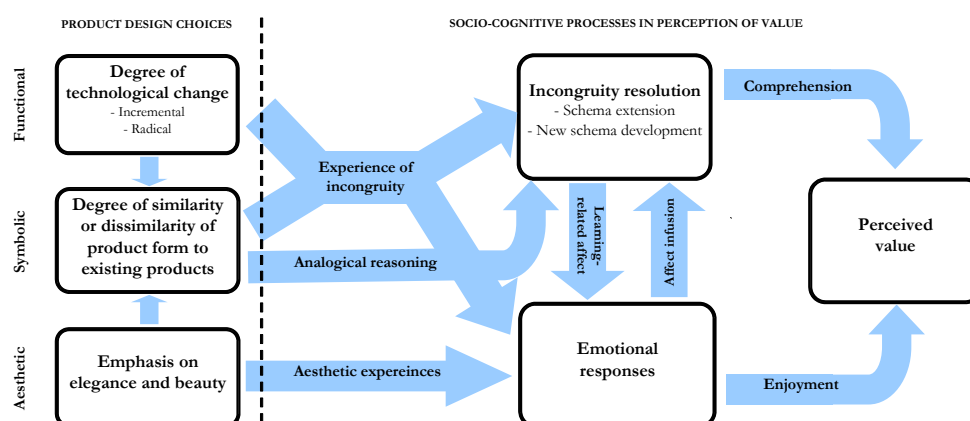 PRODUCT DESIGN CHOICES
SOCIO-COGNITIVE PROCESSES IN PERCEPTION OF VALUE
Functional
Degree of
technological change
- Incremental
- Radical
Symbolic
Degree of similarity
or dissimilarity of
product form to
existing products
Aesthetic
Emphasis on
elegance and beauty
Experience of
incongruity
Analogical reasoning
Aesthetic expereinces
Incongruity resolution
- Schema extension
- New schema development
Learning-
related affect
Affect infusion
Emotional
responses
Comprehension
Enjoyment
Perceived
value